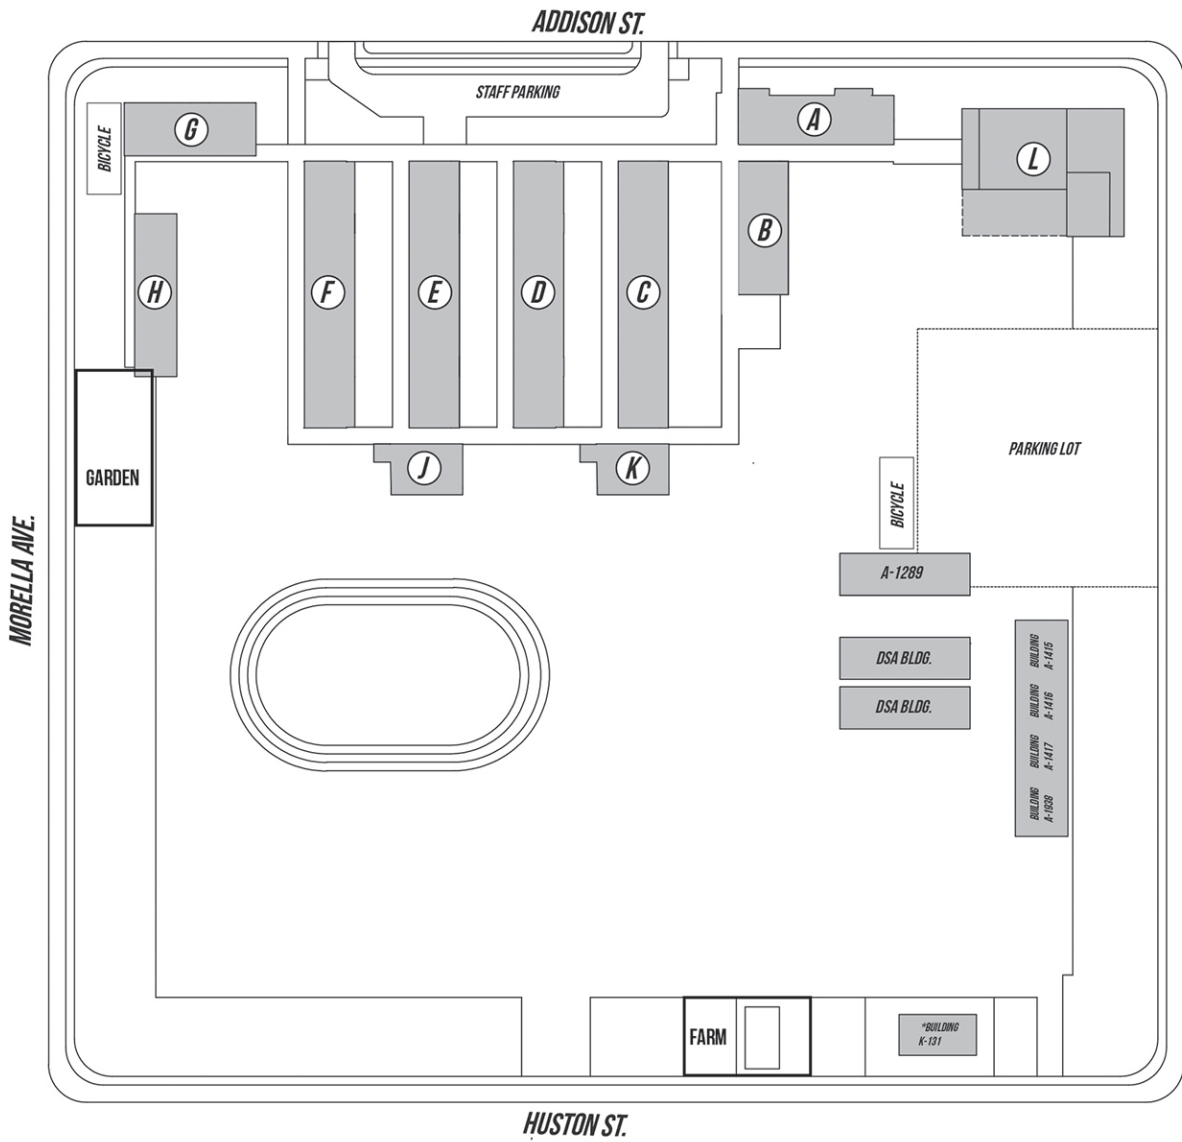 ADDISON ST.
STAFF PARKING
BICYCLE
G
A
L
B
H
F
E
D
C
GARDEN
J
K
PARKING LOT
BICYCLE
MORELLA AVE.
A-1289
DSA BLDG.
DSA BLDG.
BUILDING
A-1415
BUILDING
A-1416
BUILDING
A-1417
BUILDING
A-1938
FARM
*BUILDING
K-131
HUSTON ST.